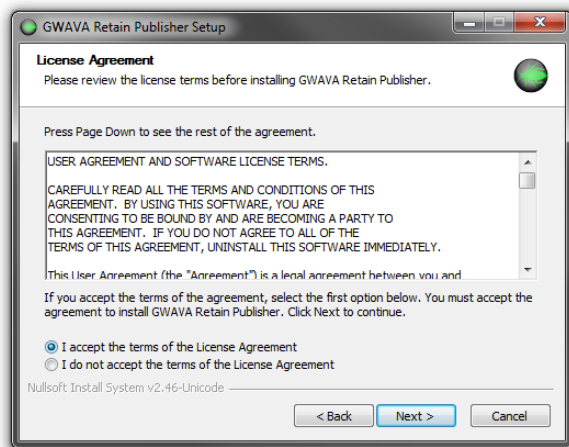 GWAVA Retain Publisher Setup
License Agreement
Please review the license terms before installing GWAVA Retain Publisher.
Press Page Down to see the rest of the agreement.
USER AGREEMENT AND SOFTWARE LICENSE TERMS.
CAREFULLY READ ALL THE TERMS AND CONDITIONS OF THIS
AGREEMENT.  BY USING THIS SOFTWARE, YOU ARE
CONSENTING TO BE BOUND BY AND ARE BECOMING A PARTY TO
THIS AGREEMENT.  IF YOU DO NOT AGREE TO ALL OF THE
TERMS OF THIS AGREEMENT, UNINSTALL THIS SOFTWARE IMMEDIATELY.
This User Agreement (the "Agreement") is a legal agreement between you and
If you accept the terms of the agreement, select the first option below. You must accept the
agreement to install GWAVA Retain Publisher. Click Next to continue.
I accept the terms of the License Agreement
I do not accept the terms of the License Agreement
Nullsoft Install System v2.46-Unicode
< Back Next > Cancel